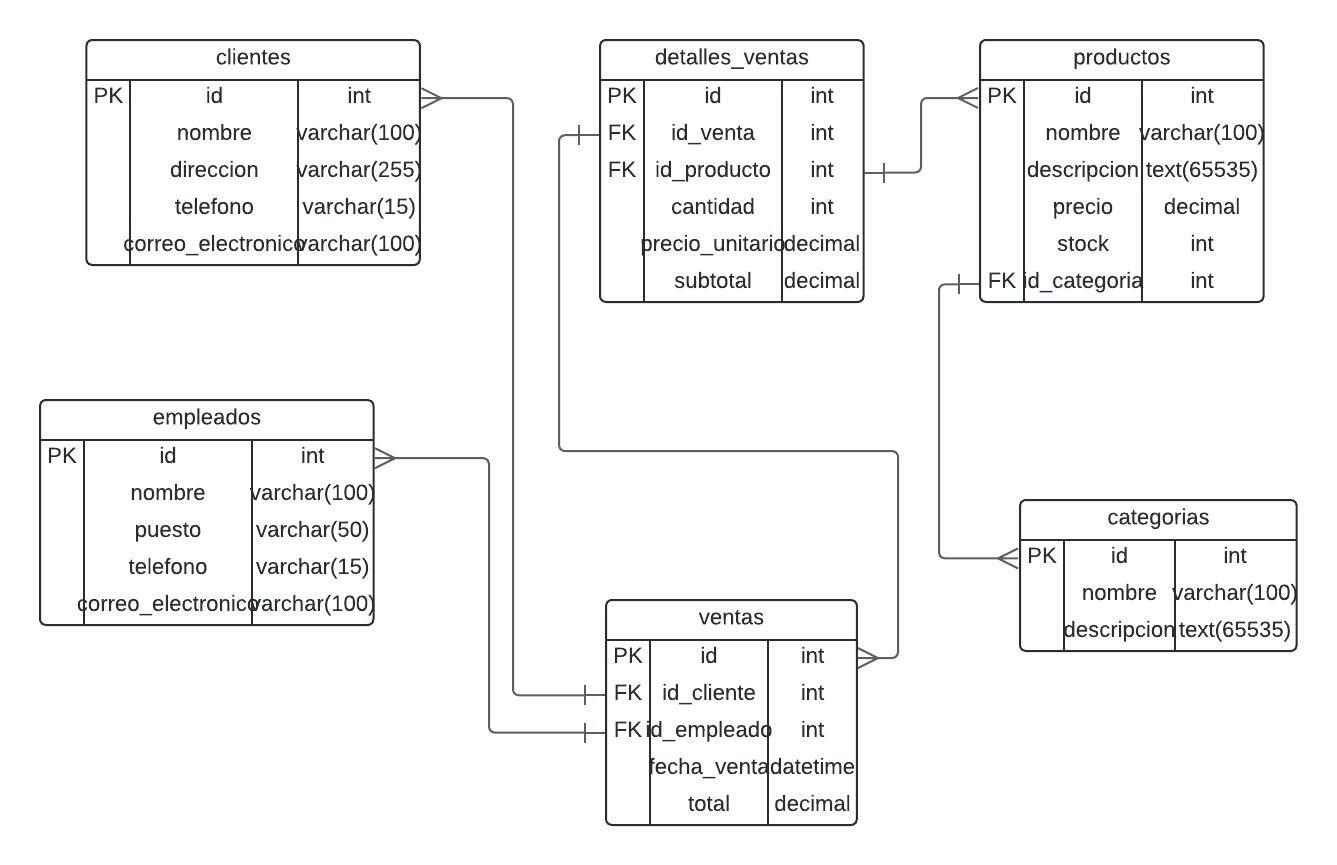 clientes
PK id int
nombre varchar(100)
direccion varchar(255)
telefono varchar(15)
correo_electronico varchar(100)
detalles_ventas
PK id int
FK id_venta int
FK id_producto int
cantidad int
precio_unitario decimal
subtotal decimal
productos
PK id int
nombre varchar(100)
descripcion text(65535)
precio decimal
stock int
FK id_categoria int
empleados
PK id int
nombre varchar(100)
puesto varchar(50)
telefono varchar(15)
correo_electronico varchar(100)
categorias
PK id int
nombre varchar(100)
descripcion text(65535)
ventas
PK id int
FK id_cliente int
FK id_empleado int
fecha_venta datetime
total decimal